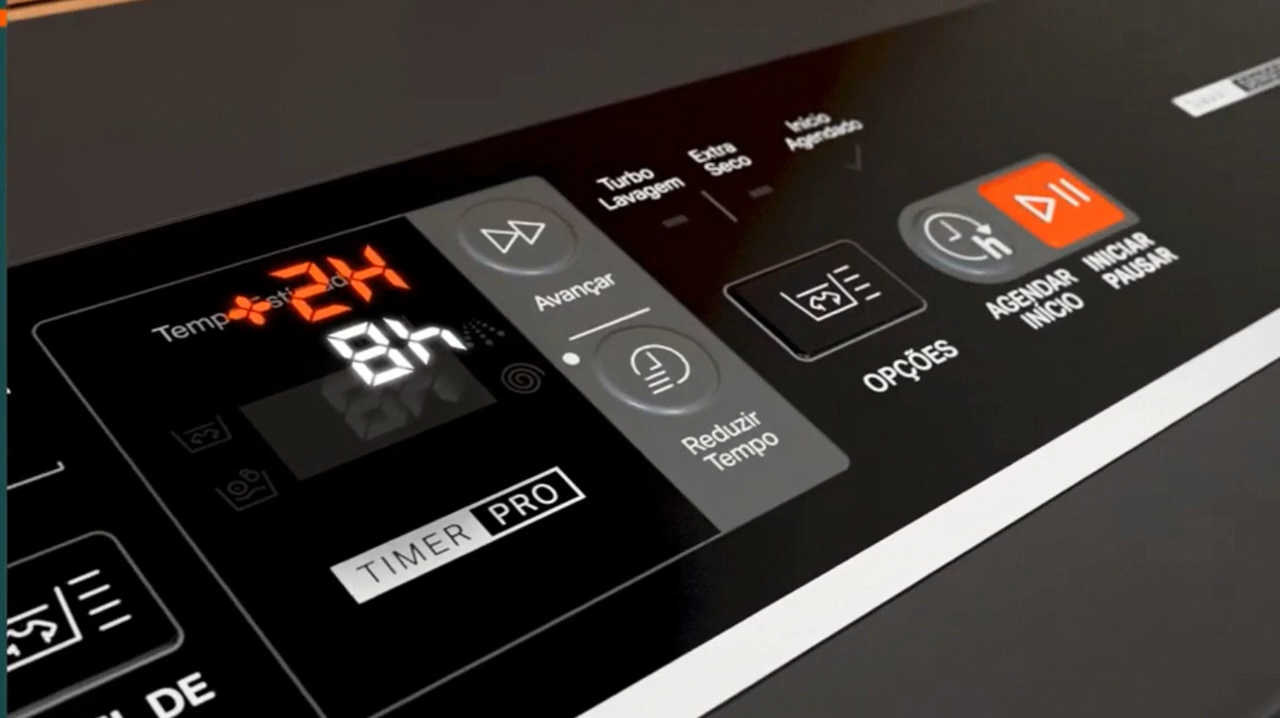 Início
Agendado
Extra
Seco
Turbo
Lavagem
+2H
8h
h
Avançar
INICIAR
PAUSAR
AGENDAR
INÍCIO
OPÇÕES
Reduzir
Tempo
TIMER PRO
DE